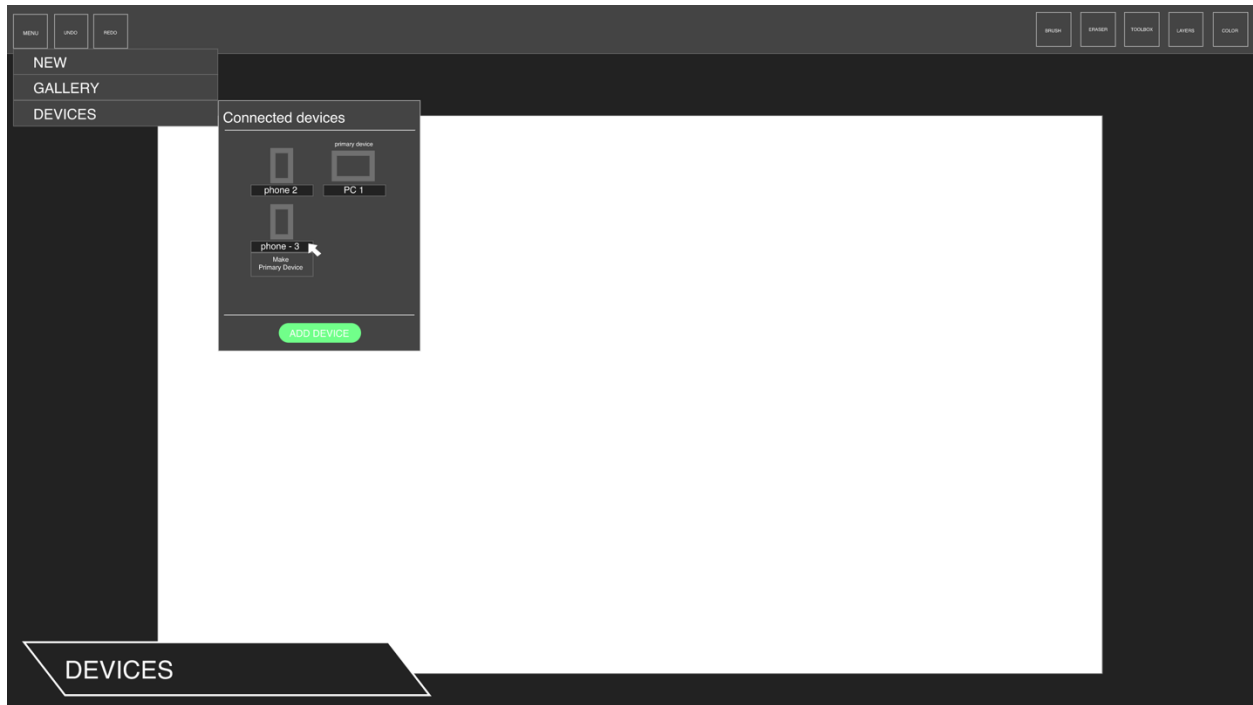 MENU UNDO REDO BRUSH ERASER TOOLBOX LAYERS COLOR
NEW
GALLERY
DEVICES
Connected devices
primary device
phone 2 PC 1
phone - 3
Make
Primary Device
ADD DEVICE
DEVICES